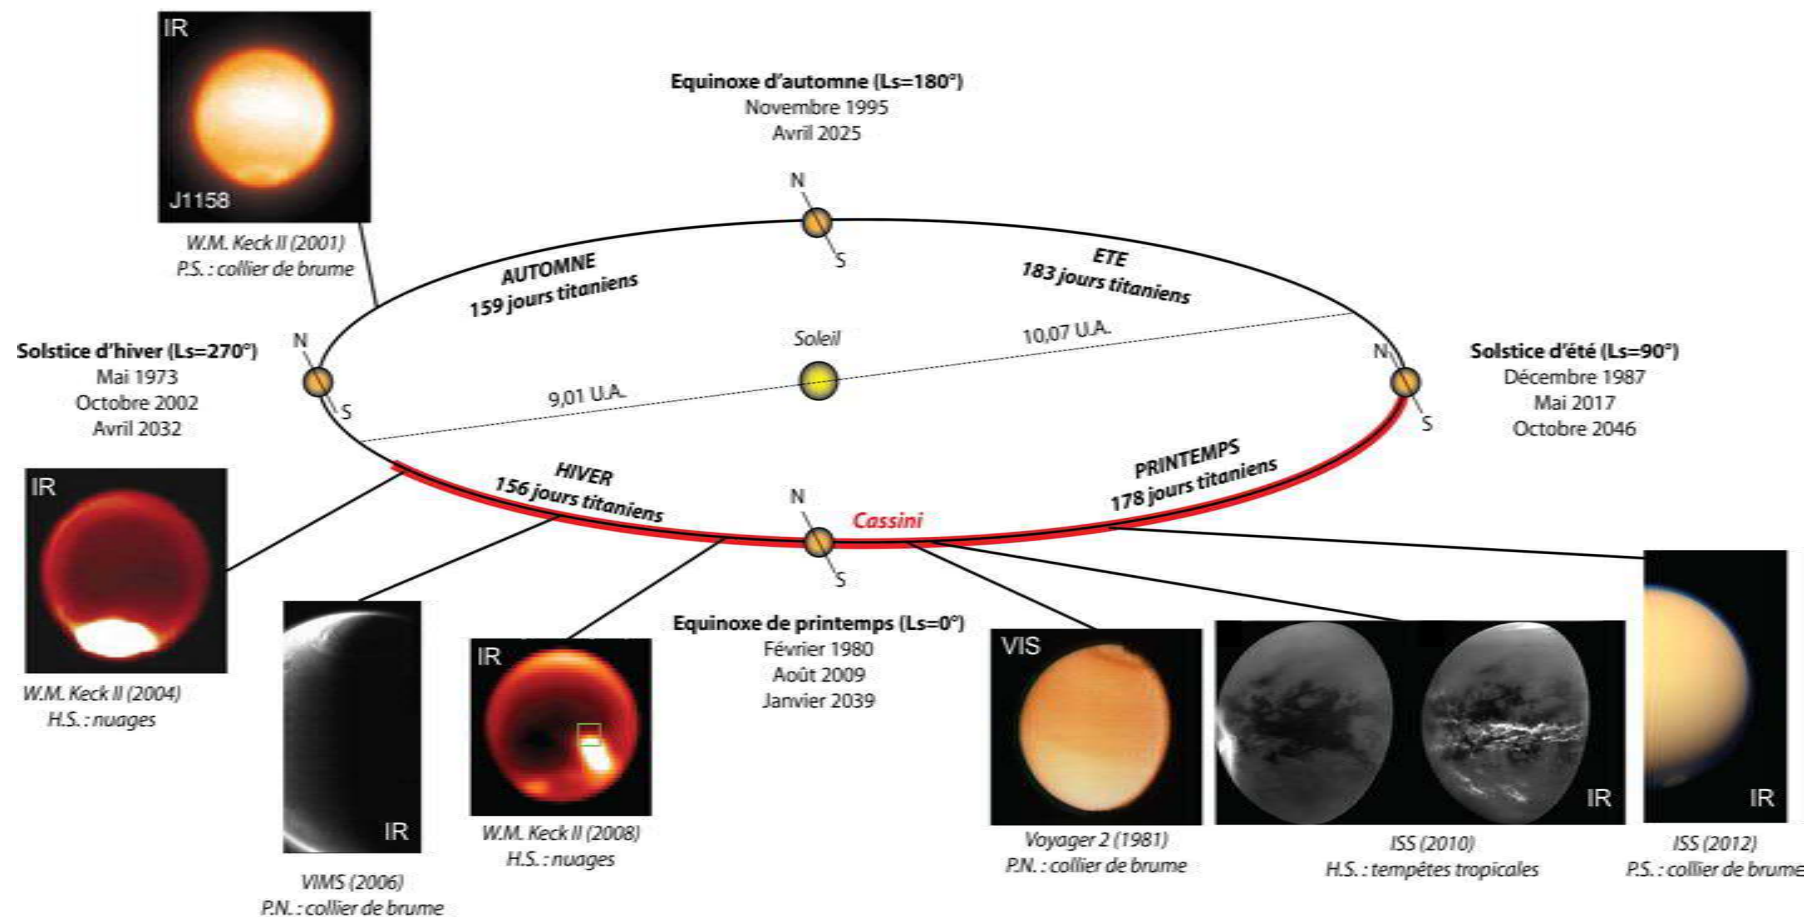 IR
J1158
W.M. Keck II (2001)
P.S. : collier de brume
Equinoxe d'automne (Ls=180°)
Novembre 1995
Avril 2025
N
S
AUTOMNE
159 jours titaniens
ETE
183 jours titaniens
Soleil
10,07 U.A.
9,01 U.A.
Solstice d'hiver (Ls=270°)
Mai 1973
Octobre 2002
Avril 2032
N
S
N
S
Solstice d'été (Ls=90°)
Décembre 1987
Mai 2017
Octobre 2046
HIVER
156 jours titaniens
PRINTEMPS
178 jours titaniens
N
S
Cassini
Equinoxe de printemps (Ls=0°)
Février 1980
Août 2009
Janvier 2039
IR
W.M. Keck II (2004)
H.S. : nuages
IR
VIMS (2006)
P.N. : collier de brume
IR
W.M. Keck II (2008)
H.S. : nuages
VIS
Voyager 2 (1981)
P.N. : collier de brume
IR
ISS (2010)
H.S. : tempêtes tropicales
IR
ISS (2012)
P.S. : collier de brume